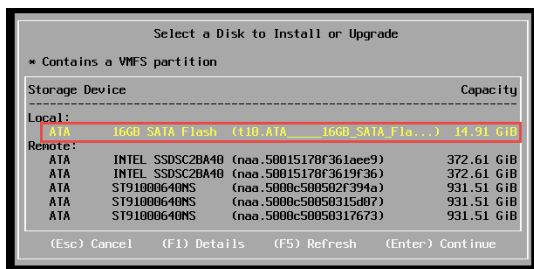 Select a Disk to Install or Upgrade
* Contains a VMFS partition
Storage Device Capacity
Local:
ATA 16GB SATA Flash (t10.ATA_____16GB_SATA_Fla...) 14.91 GiB
Remote:
ATA INTEL SSDSC2BA40 (naa.50015178f361aee9) 372.61 GiB
ATA INTEL SSDSC2BA40 (naa.50015178f3619f36) 372.61 GiB
ATA ST91000640NS (naa.5000c500502f394a) 931.51 GiB
ATA ST91000640NS (naa.5000c50050315d07) 931.51 GiB
ATA ST91000640NS (naa.5000c50050317673) 931.51 GiB
(Esc) Cancel (F1) Details (F5) Refresh (Enter) Continue